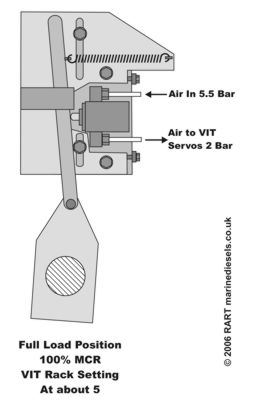 Air In 5.5 Bar
Air to VIT
Servos 2 Bar
© 2006 RART marinediesels.co.uk
Full Load Position
100% MCR
VIT Rack Setting
At about 5